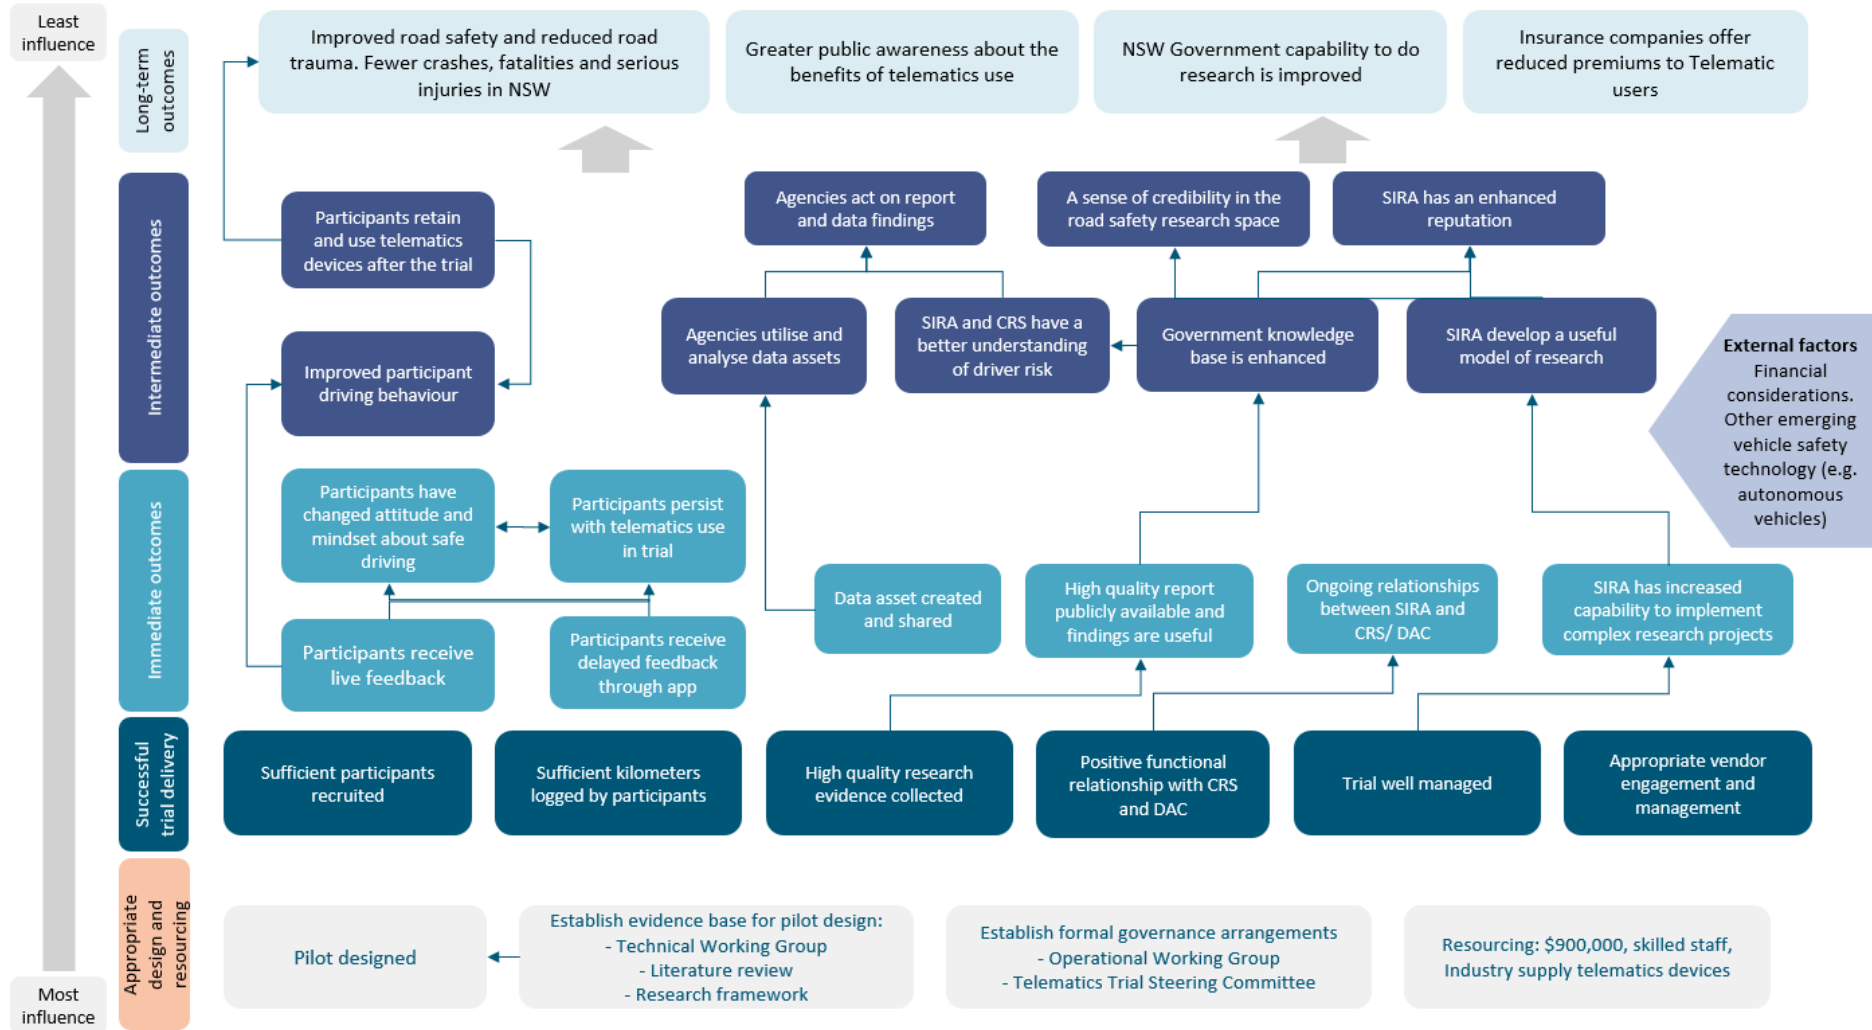 Least
influence
Long-term
outcomes
Improved road safety and reduced road
trauma. Fewer crashes, fatalities and serious
injuries in NSW
Greater public awareness about the
benefits of telematics use
NSW Government capability to do
research is improved
Insurance companies offer
reduced premiums to Telematic
users
Intermediate outcomes
Participants retain
and use telematics
devices after the trial
Agencies act on report
and data findings
A sense of credibility in the
road safety research space
SIRA has an enhanced
reputation
Improved participant
driving behaviour
Agencies utilise and
analyse data assets
SIRA and CRS have a
better understanding
of driver risk
Government knowledge
base is enhanced
SIRA develop a useful
model of research
External factors
Financial
considerations.
Other emerging
vehicle safety
technology (e.g.
autonomous
vehicles)
Immediate outcomes
Participants have
changed attitude and
mindset about safe
driving
Participants persist
with telematics use
in trial
Participants receive
live feedback
Participants receive
delayed feedback
through app
Data asset created
and shared
High quality report
publicly available and
findings are useful
Ongoing relationships
between SIRA and
CRS/ DAC
SIRA has increased
capability to implement
complex research projects
Successful
trial delivery
Sufficient participants
recruited
Sufficient kilometers
logged by participants
High quality research
evidence collected
Positive functional
relationship with CRS
and DAC
Trial well managed
Appropriate vendor
engagement and
management
Appropriate
design and
resourcing
Pilot designed
Establish evidence base for pilot design:
- Technical Working Group
- Literature review
- Research framework
Establish formal governance arrangements
- Operational Working Group
- Telematics Trial Steering Committee
Resourcing: $900,000, skilled staff,
Industry supply telematics devices
Most
influence